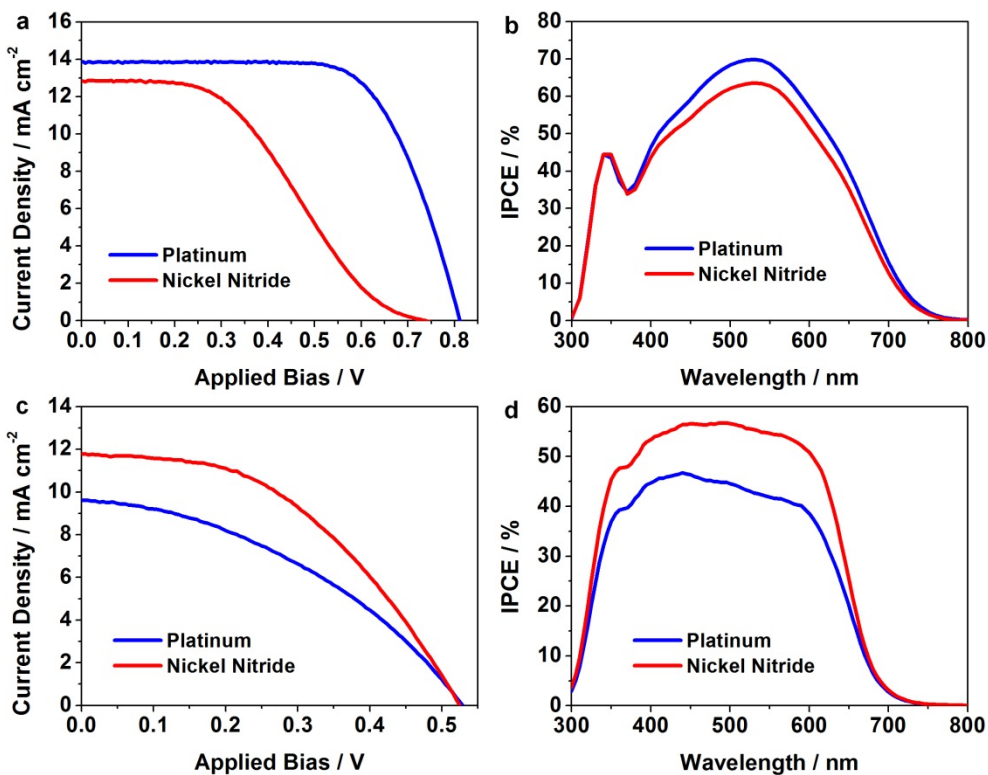 a
Current Density / mA cm⁻²
16
14
12
10
8
6
4
2
0
Platinum
Nickel Nitride
0.0 0.1 0.2 0.3 0.4 0.5 0.6 0.7 0.8
Applied Bias / V
b
IPCE / %
80
70
60
50
40
30
20
10
0
Platinum
Nickel Nitride
300 400 500 600 700 800
Wavelength / nm
c
Current Density / mA cm⁻²
14
12
10
8
6
4
2
0
Platinum
Nickel Nitride
0.0 0.1 0.2 0.3 0.4 0.5
Applied Bias / V
d
IPCE / %
60
50
40
30
20
10
0
Platinum
Nickel Nitride
300 400 500 600 700 800
Wavelength / nm